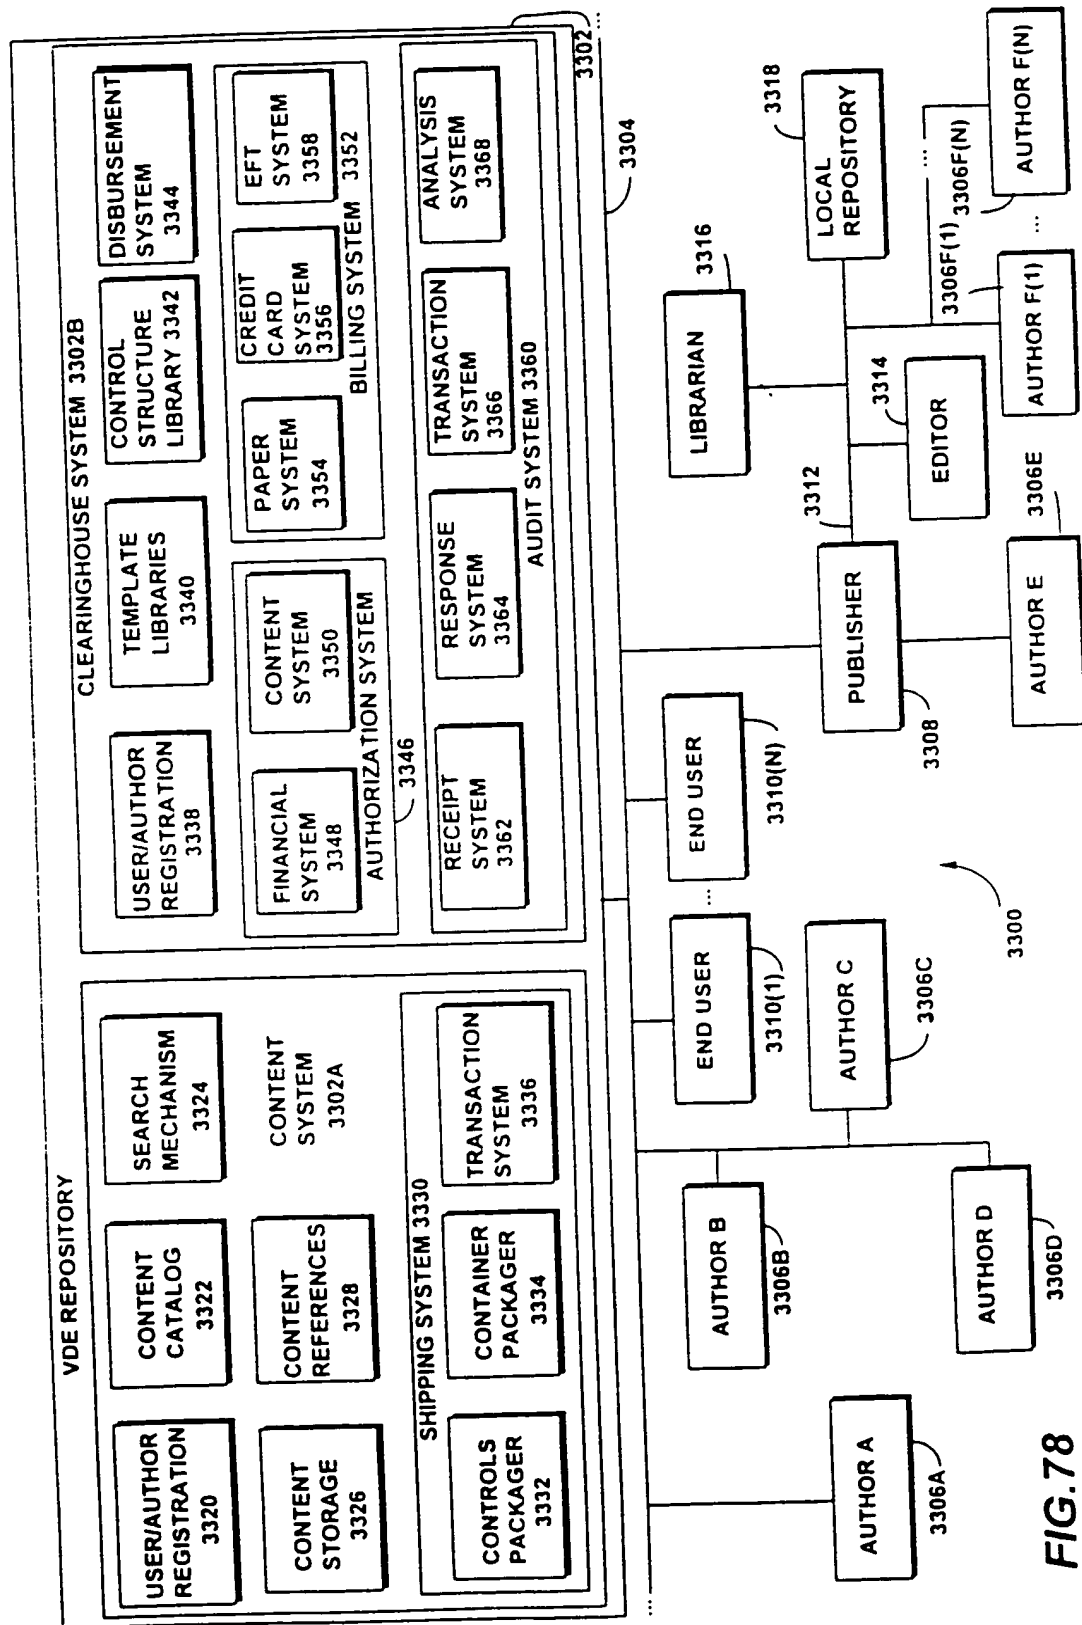 VDE REPOSITORY
USER/AUTHOR
REGISTRATION
3320
CONTENT
CATALOG
3322
SEARCH
MECHANISM
3324
CONTENT
STORAGE
3326
CONTENT
REFERENCES
3328
CONTENT
SYSTEM
3302A
SHIPPING SYSTEM 3330
CONTROLS
PACKAGER
3332
CONTAINER
PACKAGER
3334
TRANSACTION
SYSTEM
3336
CLEARINGHOUSE SYSTEM 3302B
USER/AUTHOR
REGISTRATION
3338
TEMPLATE
LIBRARIES
3340
CONTROL
STRUCTURE
LIBRARY 3342
DISBURSEMENT
SYSTEM
3344
FINANCIAL
SYSTEM
3348
CONTENT
SYSTEM
3350
AUTHORIZATION SYSTEM
3346
PAPER
SYSTEM
3354
CREDIT
CARD
SYSTEM
3356
EFT
SYSTEM
3358
BILLING SYSTEM 3352
RECEIPT
SYSTEM
3362
RESPONSE
SYSTEM
3364
TRANSACTION
SYSTEM
3366
ANALYSIS
SYSTEM
3368
AUDIT SYSTEM 3360
3302
...
...
3304
AUTHOR A
3306A
AUTHOR B
3306B
AUTHOR C
3306C
AUTHOR D
3306D
END USER
3310(1)
...
END USER
3310(N)
PUBLISHER
3308
3312
LIBRARIAN
3316
LOCAL
REPOSITORY
3318
EDITOR
3314
AUTHOR E
3306E
AUTHOR F(1)
3306F(1)
...
...
AUTHOR F(N)
3306F(N)
3300
FIG.78